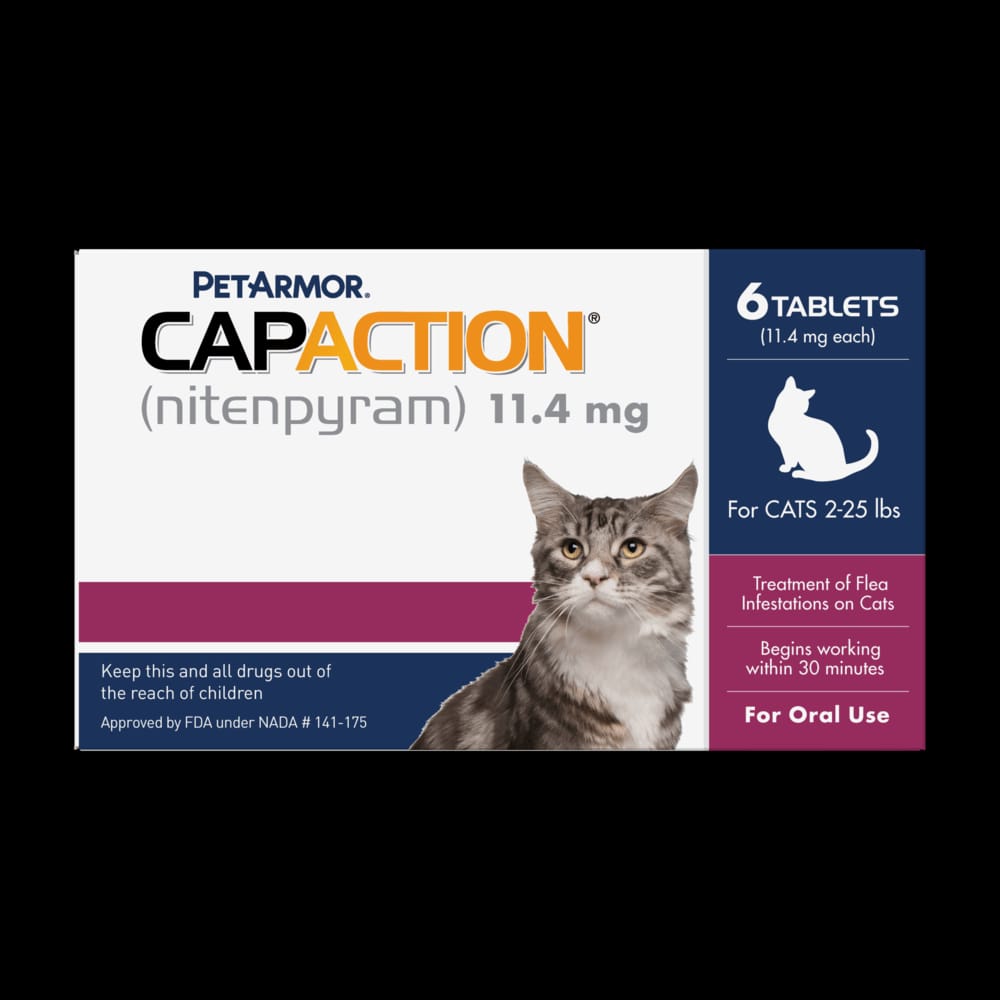 PETARMOR®
CAPACTION®
(nitenpyram) 11.4 mg
Keep this and all drugs out of
the reach of children
Approved by FDA under NADA # 141-175
6 TABLETS
(11.4 mg each)
For CATS 2-25 lbs
Treatment of Flea
Infestations on Cats
Begins working
within 30 minutes
For Oral Use